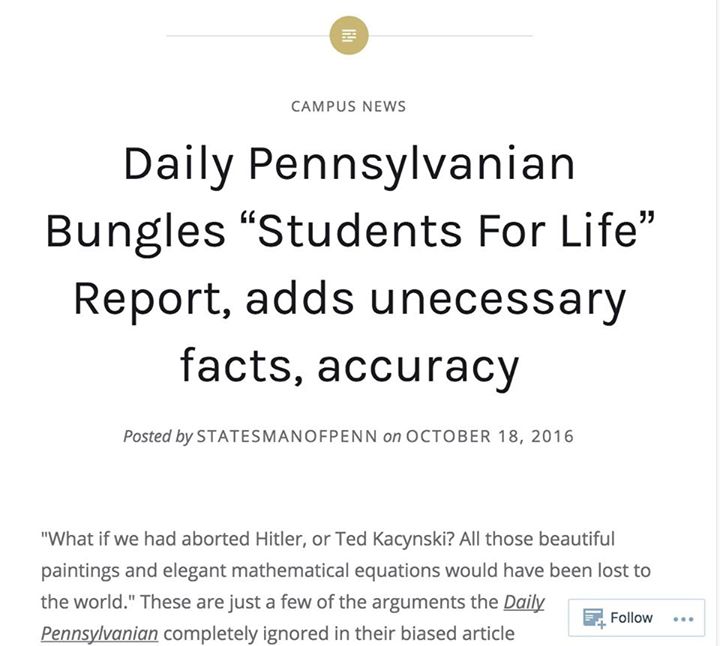 CAMPUS NEWS
Daily Pennsylvanian
Bungles “Students For Life”
Report, adds unecessary
facts, accuracy
Posted by STATESMANOFPENN on OCTOBER 18, 2016
"What if we had aborted Hitler, or Ted Kacynski? All those beautiful
paintings and elegant mathematical equations would have been lost to
the world." These are just a few of the arguments the Daily
Pennsylvanian completely ignored in their biased article
Follow